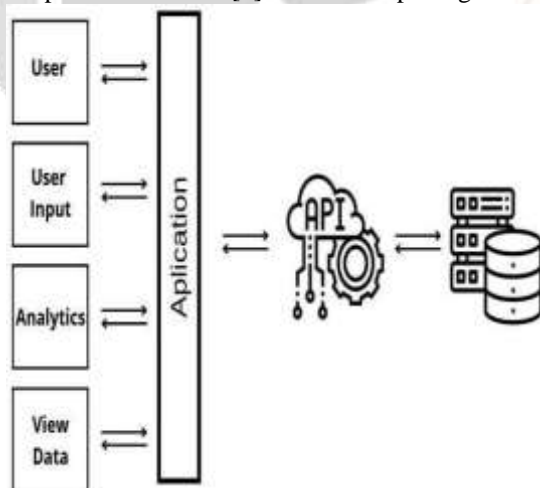 User
User
Input
Analytics
View
Data
Aplication
API